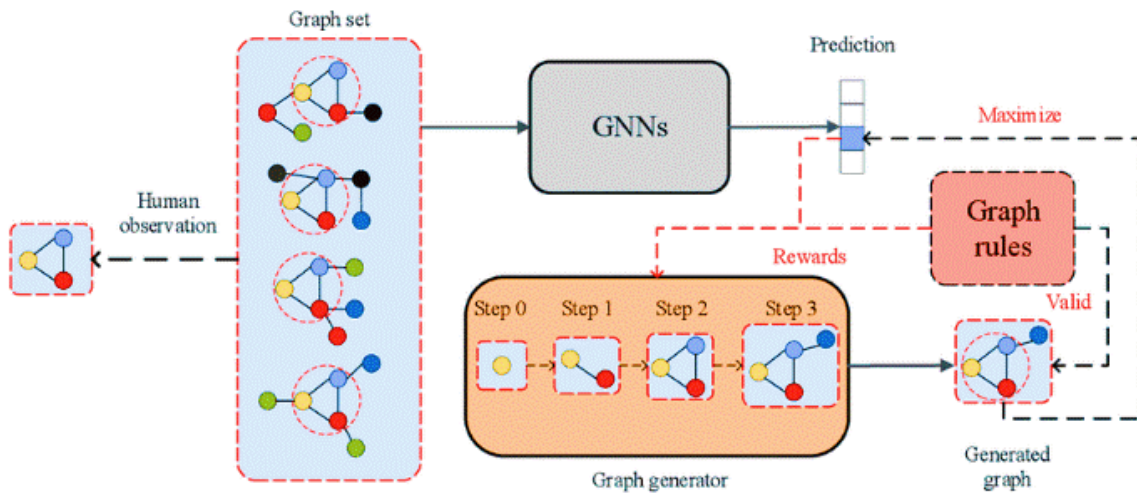 Graph set
Prediction
GNNs
Maximize
Human
observation
Graph
rules
Rewards
Valid
Step 0
Step 1
Step 2
Step 3
Graph generator
Generated
graph